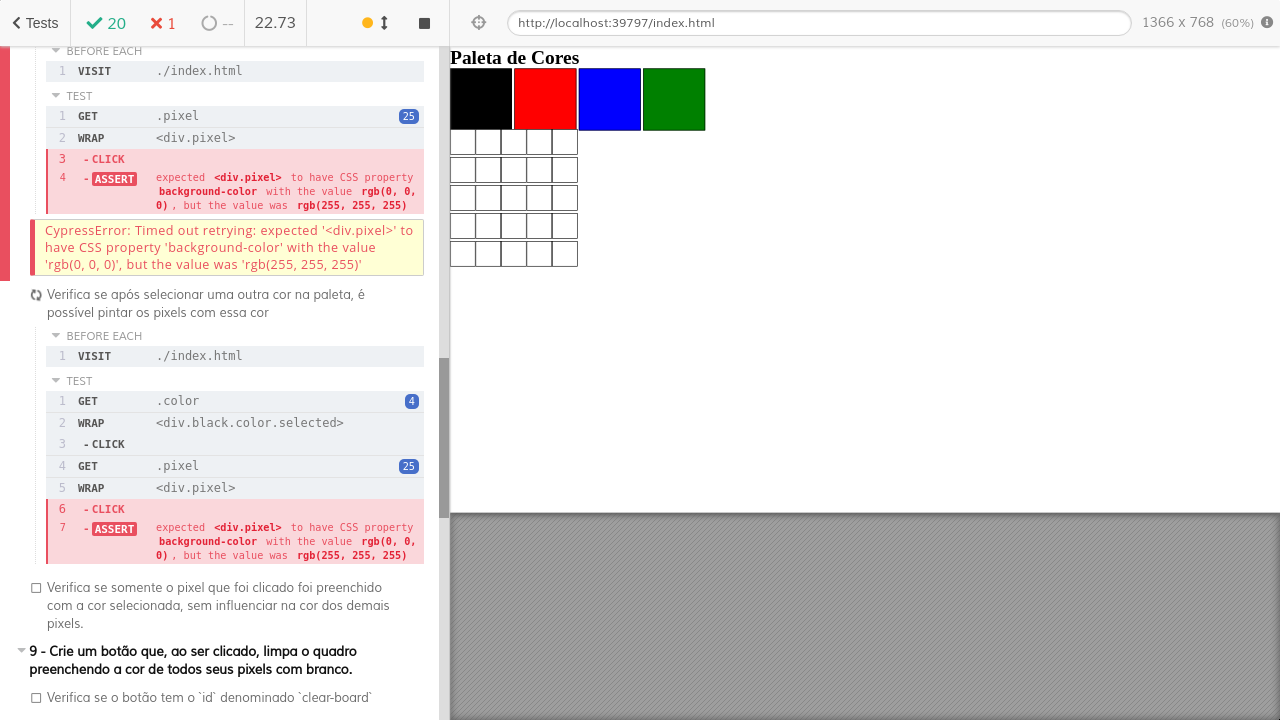 Tests
20
1
--
22.73
http://localhost:39797/index.html
1366 x 768 (60%)
BEFORE EACH
1 VISIT ./index.html
TEST
1 GET .pixel 25
2 WRAP <div.pixel>
3 - CLICK
4 - ASSERT expected <div.pixel> to have CSS property
background-color with the value rgb(0, 0,
0) , but the value was rgb(255, 255, 255)
CypressError: Timed out retrying: expected '<div.pixel>' to
have CSS property 'background-color' with the value
'rgb(0, 0, 0)', but the value was 'rgb(255, 255, 255)'
Verifica se após selecionar uma outra cor na paleta, é
possível pintar os pixels com essa cor
BEFORE EACH
1 VISIT ./index.html
TEST
1 GET .color 4
2 WRAP <div.black.color.selected>
3 - CLICK
4 GET .pixel 25
5 WRAP <div.pixel>
6 - CLICK
7 - ASSERT expected <div.pixel> to have CSS property
background-color with the value rgb(0, 0,
0) , but the value was rgb(255, 255, 255)
Verifica se somente o pixel que foi clicado foi preenchido
com a cor selecionada, sem influenciar na cor dos demais
pixels.
9 - Crie um botão que, ao ser clicado, limpa o quadro
preenchendo a cor de todos seus pixels com branco.
Verifica se o botão tem o `id` denominado `clear-board`
Paleta de Cores